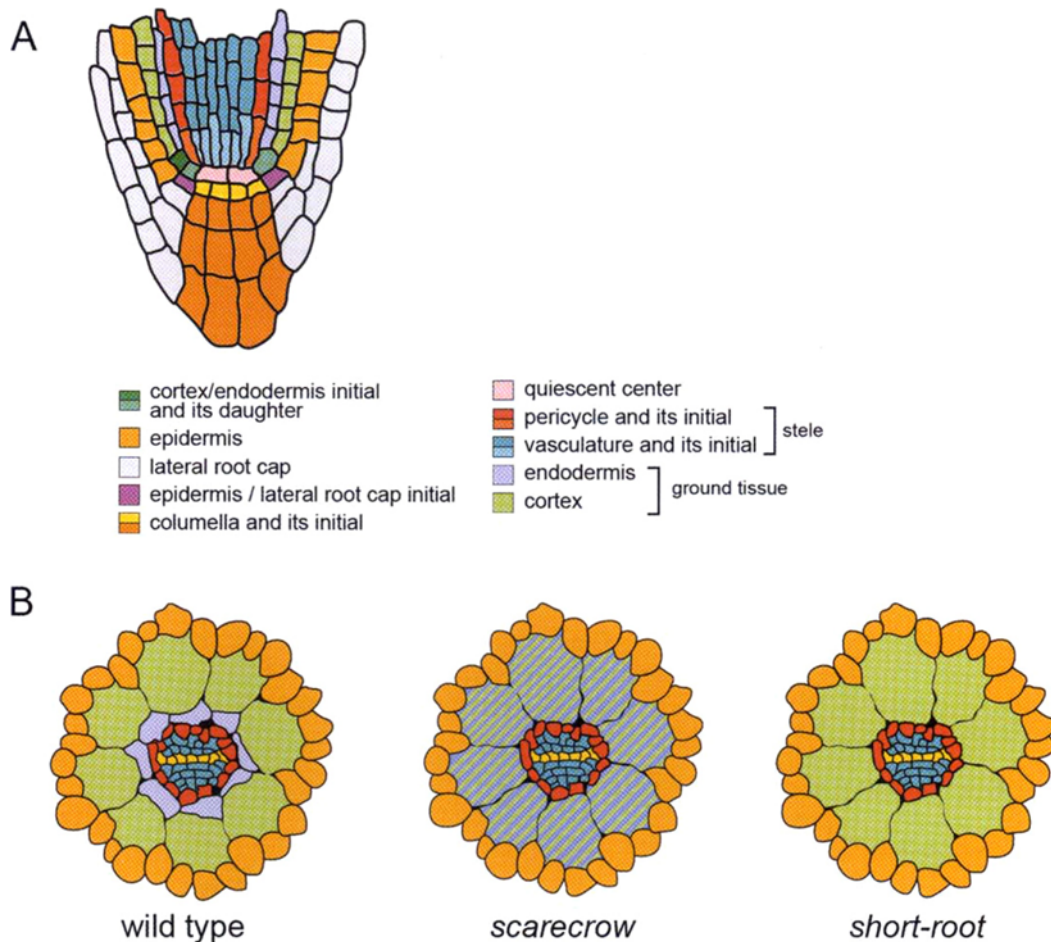 A
cortex/endodermis initial
and its daughter
epidermis
lateral root cap
epidermis / lateral root cap initial
columella and its initial
quiescent center
pericycle and its initial
vasculature and its initial
stele
endodermis
cortex
ground tissue
B
wild type
scarecrow
short-root